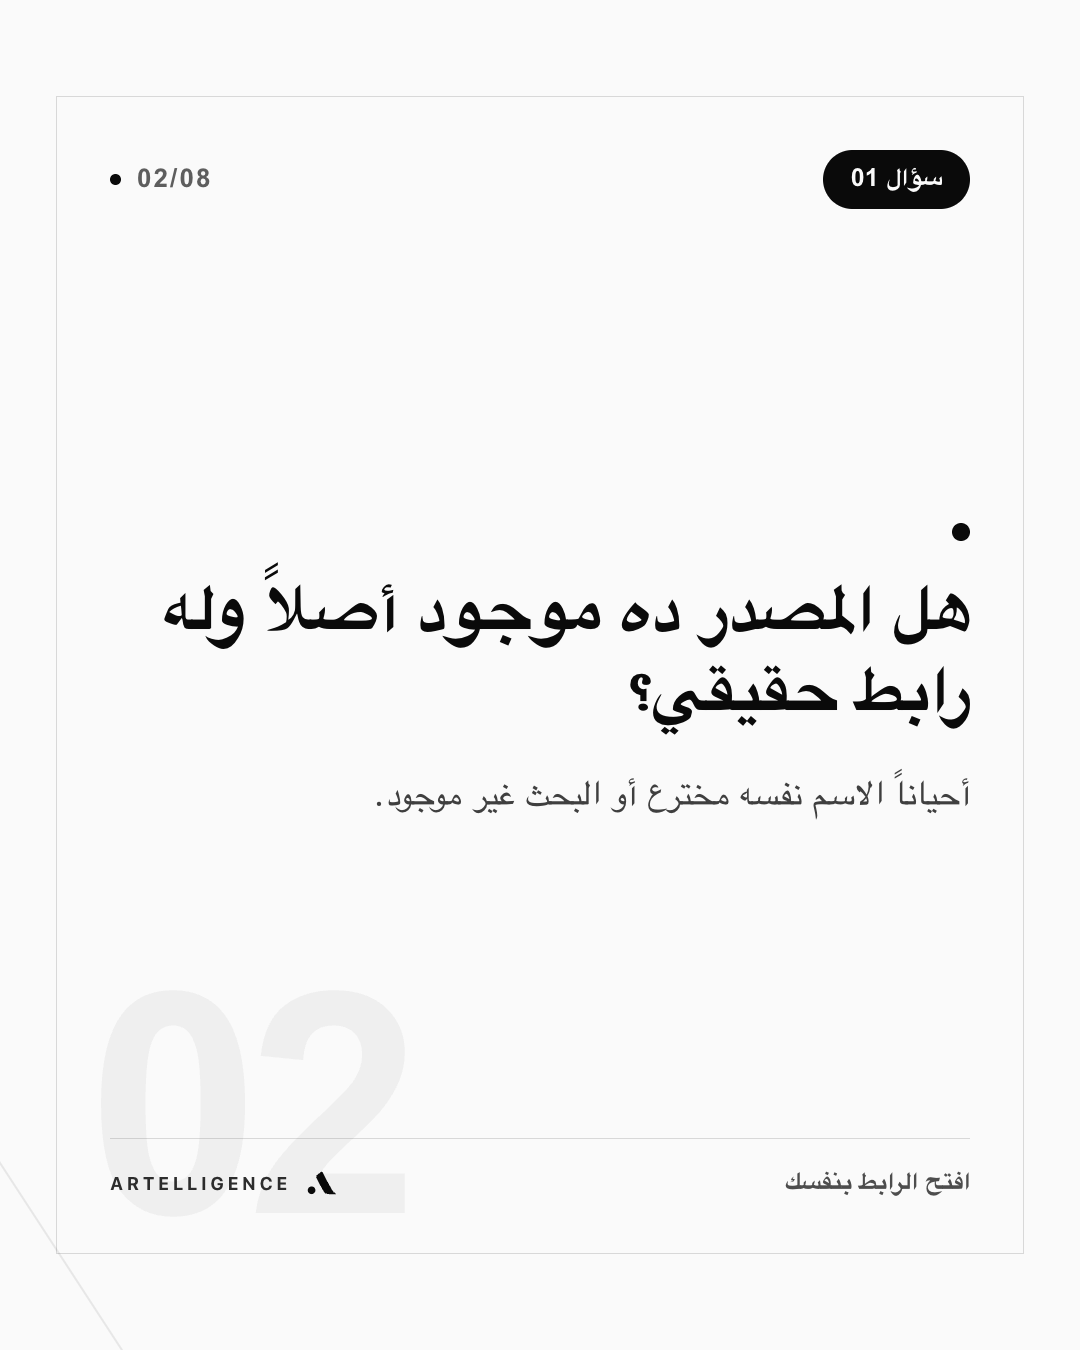 سؤال 01
02/08
هل المصدر ده موجود أصلاً وله
رابط حقيقي؟
أحياناً الاسم نفسه مخترع أو البحث غير موجود.
02
افتح الرابط بنفسك
ARTELLIGENCE